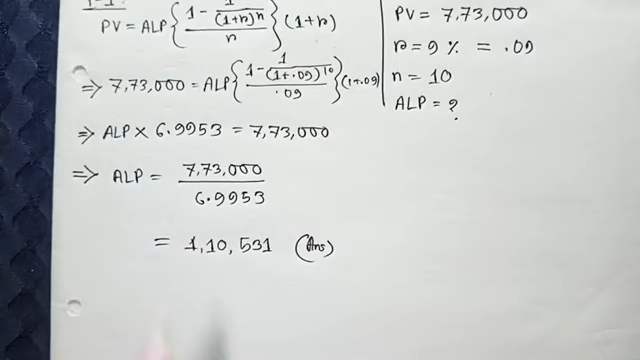 PV = ALP { 1 - 1/(1+r)^n / r } (1+r)
⇒ 7,73,000 = ALP { 1 - 1/(1+.09)^10 / .09 } (1+.09)
⇒ ALP × 6.9953 = 7,73,000
⇒ ALP = 7,73,000 / 6.9953
= 1,10,531 (Ans)
PV = 7,73,000
r = 9 % = .09
n = 10
ALP = ?